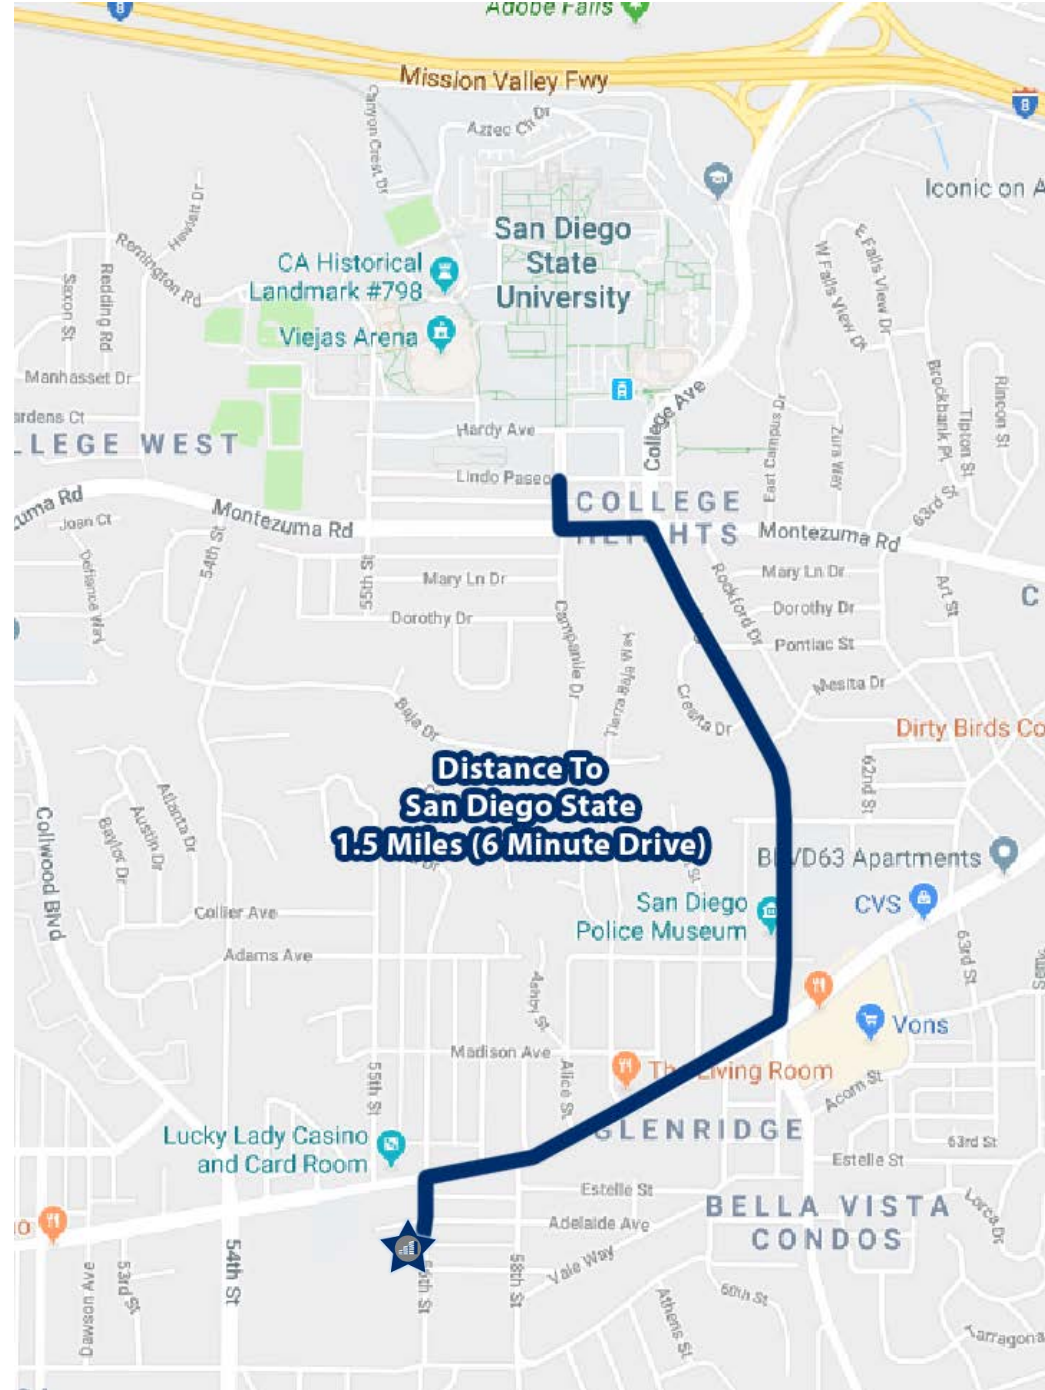 Adobe Falls
8
Mission Valley Fwy
8
Canyon Crest Dr
Aztec Cir Dr
Iconic on A
Hewlett Dr
San Diego
State
University
Remington Rd
CA Historical
Landmark #798
E Falls View Dr
W Falls View Dr
Saxon St
Redding Rd
Viejas Arena
Manhasset Dr
College Ave
Brockbank Pl
Rincon St
Tipton St
ardens Ct
LLEGE WEST
Hardy Ave
East Campus Dr
Zura Way
Lindo Paseo
63rd St
COLLEGE
HEIGHTS
zuma Rd
Joan Ct
Montezuma Rd
Montezuma Rd
54th St
55th St
Defiance Way
Mary Ln Dr
Rockford Dr
Mary Ln Dr
Art St
C
Dorothy Dr
Campanile Dr
Dorothy Dr
Pontiac St
Tierra Baja Way
Mesita Dr
Baja Dr
Cresita Dr
Dirty Birds Co
Distance To
San Diego State
1.5 Miles (6 Minute Drive)
62nd St
Collwood Blvd
Atlanta Dr
Austin Dr
Baylor Dr
BLVD63 Apartments
CVS
San Diego
Police Museum
Collier Ave
Adams Ave
63rd St
Ashby St
Vons
Madison Ave
The Living Room
55th St
Alice St
Acorn St
GLENRIDGE
Lucky Lady Casino
and Card Room
63rd St
Estelle St
Estelle St
BELLA VISTA
CONDOS
Lorca Dr
Adelaide Ave
54th St
Dawson Ave
53rd St
56th St
58th St
Vale Way
60th St
Athens St
Tarragona